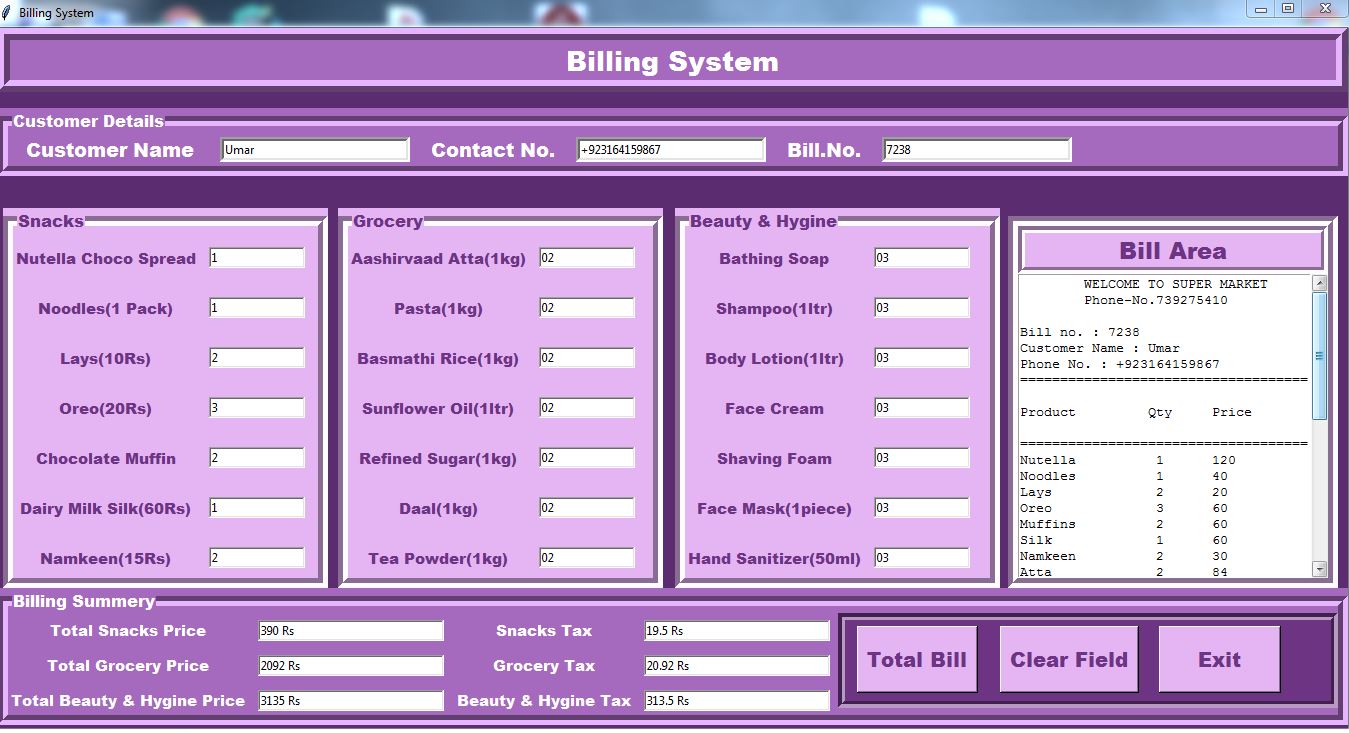 Billing System
Billing System
Customer Details
Customer Name Umar Contact No. +923164159867 Bill.No. 7238
Snacks
Nutella Choco Spread 1
Noodles(1 Pack) 1
Lays(10Rs) 2
Oreo(20Rs) 3
Chocolate Muffin 2
Dairy Milk Silk(60Rs) 1
Namkeen(15Rs) 2
Grocery
Aashirvaad Atta(1kg) 02
Pasta(1kg) 02
Basmathi Rice(1kg) 02
Sunflower Oil(1ltr) 02
Refined Sugar(1kg) 02
Daal(1kg) 02
Tea Powder(1kg) 02
Beauty & Hygine
Bathing Soap 03
Shampoo(1ltr) 03
Body Lotion(1ltr) 03
Face Cream 03
Shaving Foam 03
Face Mask(1piece) 03
Hand Sanitizer(50ml) 03
Bill Area
WELCOME TO SUPER MARKET
Phone-No.739275410
Bill no. : 7238
Customer Name : Umar
Phone No. : +923164159867
====================================
Product Qty Price
====================================
Nutella 1 120
Noodles 1 40
Lays 2 20
Oreo 3 60
Muffins 2 60
Silk 1 60
Namkeen 2 30
Atta 2 84
Billing Summery
Total Snacks Price 390 Rs Snacks Tax 19.5 Rs
Total Grocery Price 2092 Rs Grocery Tax 20.92 Rs
Total Beauty & Hygine Price 3135 Rs Beauty & Hygine Tax 313.5 Rs
Total Bill Clear Field Exit